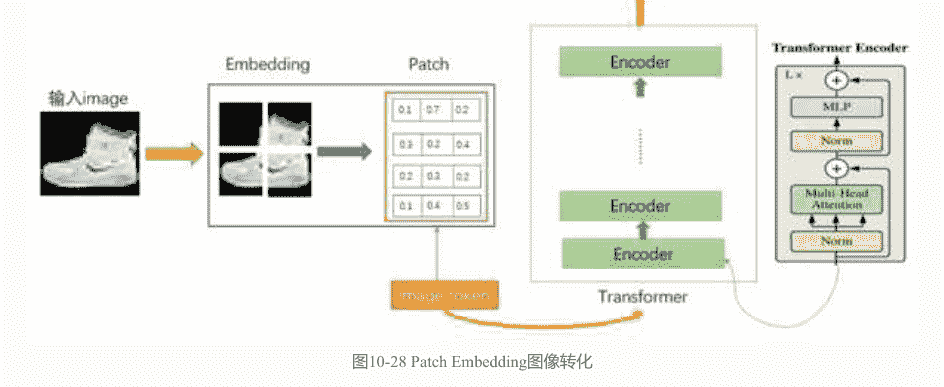 输入image
Embedding
Patch
0.1 0.7 0.2
0.3 0.2 0.4
0.2 0.3 0.2
0.1 0.4 0.5
Encoder
Encoder
Encoder
Transformer
Transformer Encoder
L ×
+
MLP
Norm
+
Multi-Head
Attention
Norm
图10-28 Patch Embedding图像转化